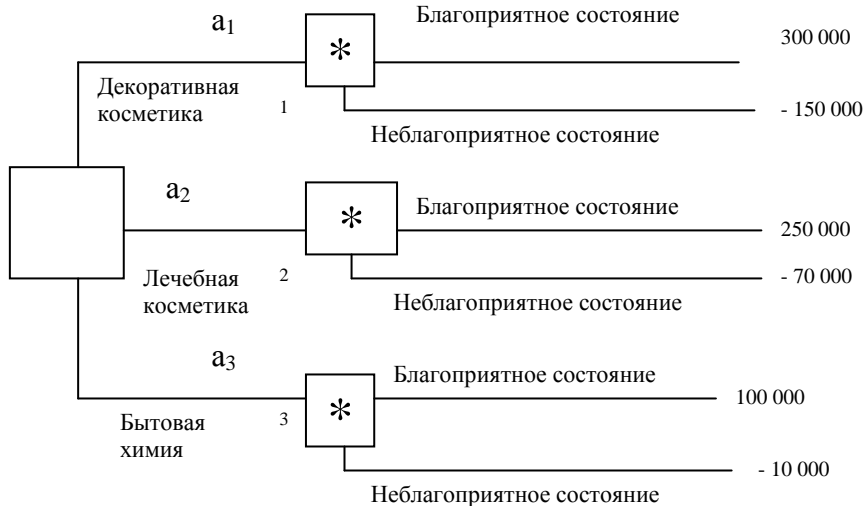 a1
Благоприятное состояние
300 000
*
Декоративная
косметика
1
- 150 000
Неблагоприятное состояние
a2
Благоприятное состояние
*
250 000
Лечебная
косметика
2
- 70 000
Неблагоприятное состояние
a3
Благоприятное состояние
100 000
*
Бытовая
химия
3
- 10 000
Неблагоприятное состояние